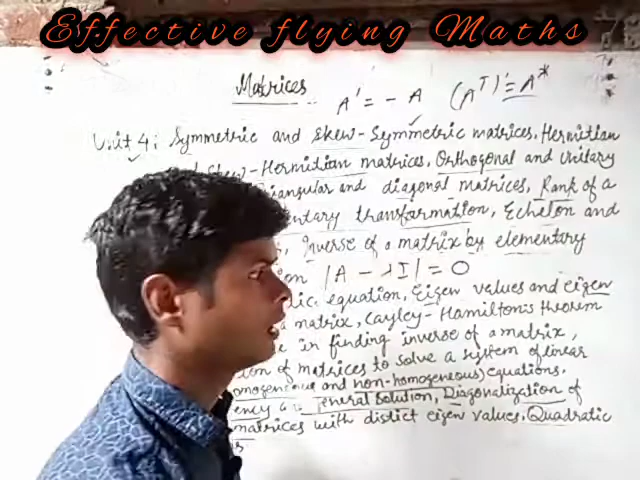 Effective flying Maths
Matrices A' = - A (A^T)' = A*
Unit 4: Symmetric and Skew-Symmetric matrices, Hermitian
Skew-Hermitian matrices, Orthogonal and Unitary
Triangular and diagonal matrices, Rank of a
transformation, Echelon and
Inverse of a matrix by elementry
|A - λI| = 0
equation, Eigen values and eigen
a matrix, Cayley-Hamilton's theorem
in finding inverse of a matrix,
of matrices to solve a system of linear
and non-homogeneous) equations.
general solution, Diagonalization of
matrices with distict eigen values, Quadratic